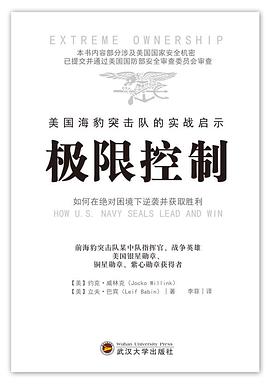 EXTREME OWNERSHIP
本书内容部分涉及美国国家安全机密
已提交并通过美国国防部安全审查委员会审查
美国海豹突击队的实战启示
极限控制
如何在绝对困境下逆袭并获取胜利
HOW U.S. NAVY SEALS LEAD AND WIN
前海豹突击队某中队指挥官、战争英雄
美国银星勋章、
铜星勋章、紫心勋章获得者
【美】约克·威林克（Jocko Willink）
【美】立夫·巴宾（Leif Babin）｜著 李菲｜译
Wuhan University Press
武汉大学出版社